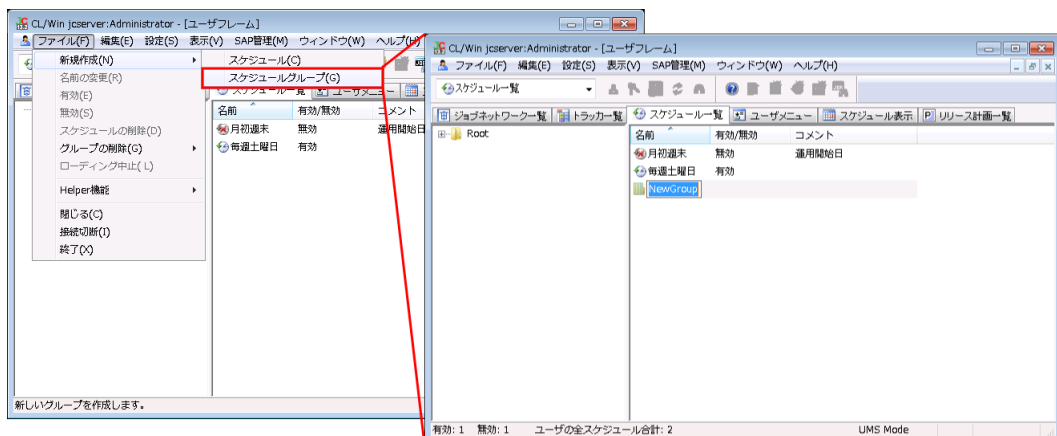 CL/Win jcserver:Administrator - [ユーザフレーム]
ファイル(F) 編集(E) 設定(S) 表示(V) SAP管理(M) ウィンドウ(W) ヘルプ(H)
新規作成(N)
名前の変更(R)
有効(E)
無効(S)
スケジュールの削除(D)
グループの削除(G)
ローディング中止(L)
Helper機能
閉じる(C)
接続切断(I)
終了(X)
スケジュール(C)
スケジュールグループ(G)
スケジュール一覧 ユーザメニュー
名前 有効/無効 コメント
月初週末 無効 運用開始日
毎週土曜日 有効
新しいグループを作成します。
CL/Win jcserver:Administrator - [ユーザフレーム]
ファイル(F) 編集(E) 設定(S) 表示(V) SAP管理(M) ウィンドウ(W) ヘルプ(H)
スケジュール一覧
ジョブネットワーク一覧 トラッカ一覧 スケジュール一覧 ユーザメニュー スケジュール表示 リリース計画一覧
Root
名前 有効/無効 コメント
月初週末 無効 運用開始日
毎週土曜日 有効
NewGroup
有効: 1 無効: 1 ユーザの全スケジュール合計: 2 UMS Mode